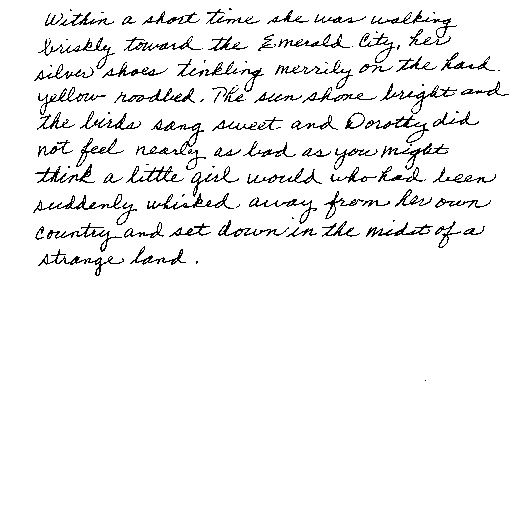 Within a short time she was walking
briskly toward the Emerald City, her
silver shoes tinkling merrily on the hard
yellow roadbed. The sun shone bright and
the birds sang sweet and Dorothy did
not feel nearly as bad as you might
think a little girl would who had been
suddenly whisked away from her own
country and set down in the midst of a
strange land.